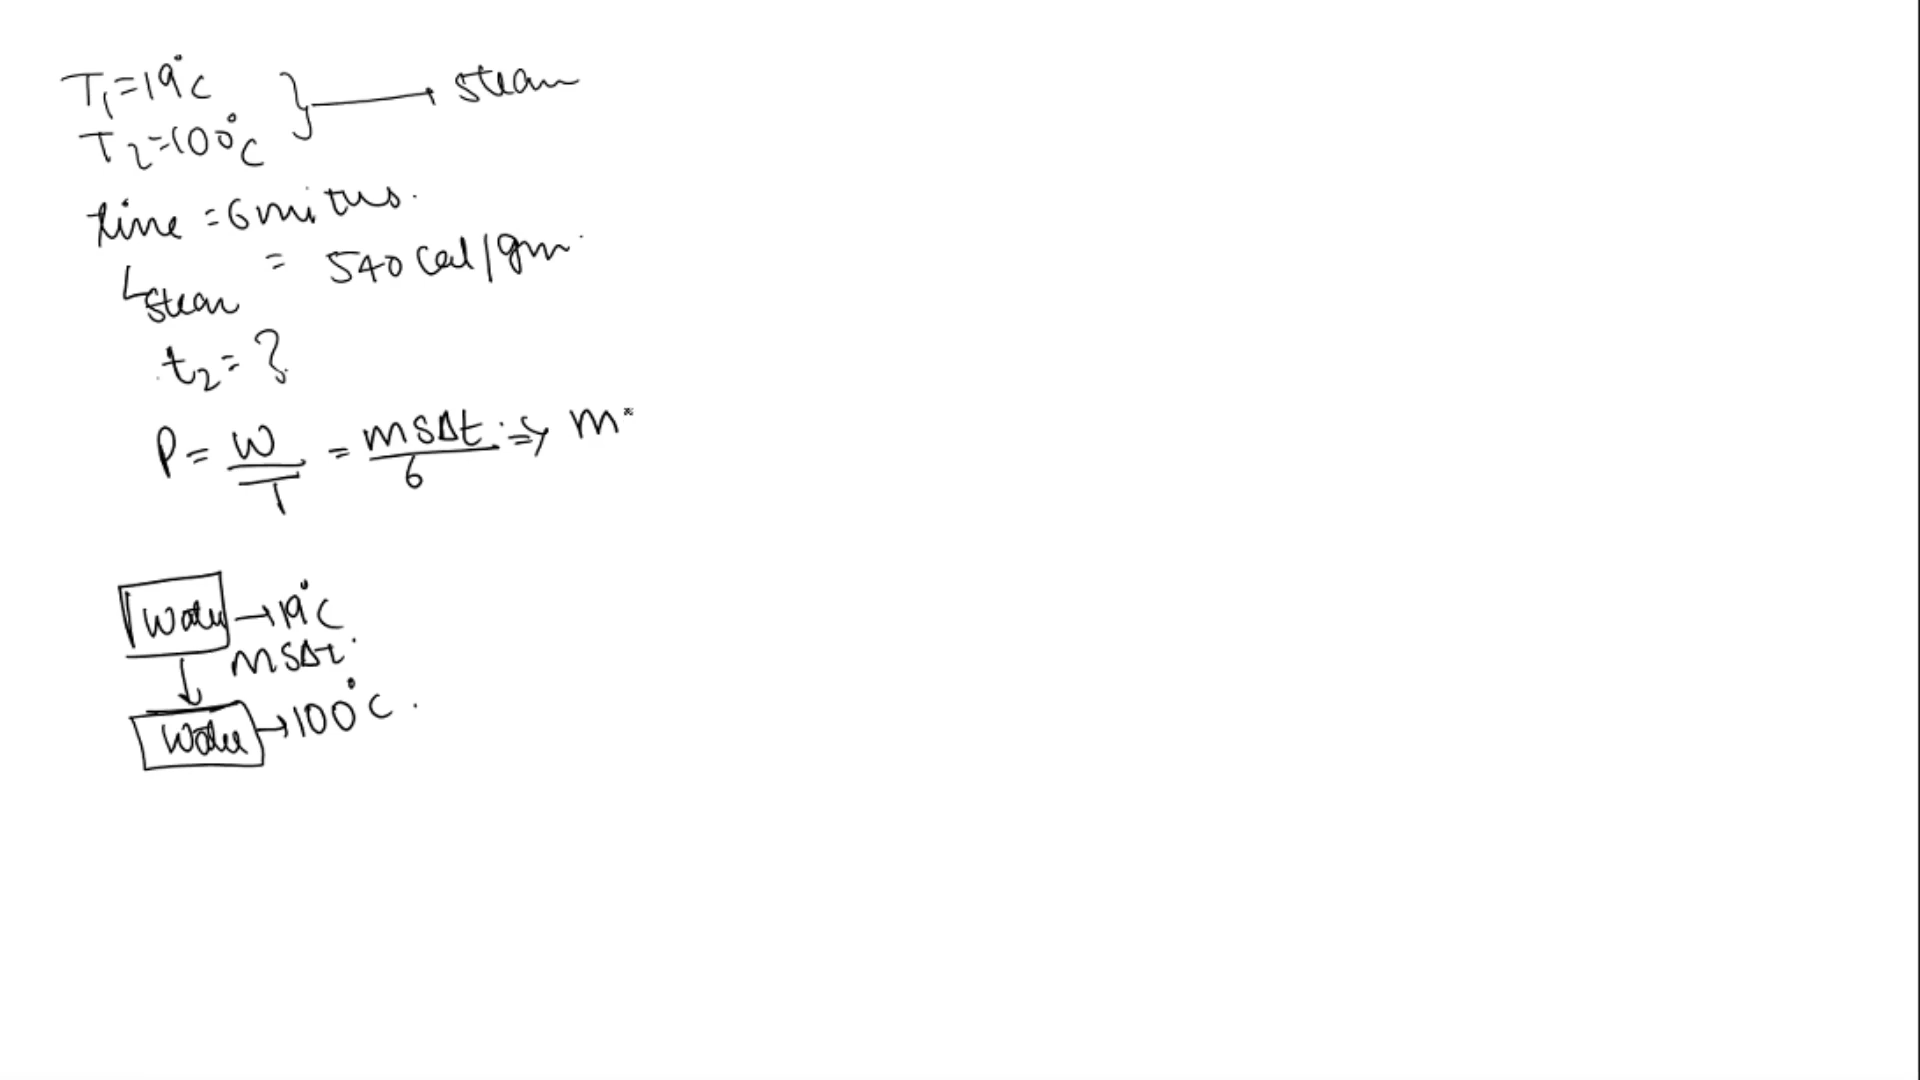 T₁=19°C
T₂=100°C } → steam
time = 6 mitus.
Lsteam = 540 Cal/gm.
t₂ = ?
P = W/T = msΔt/6 ⇒ m
Water → 19°C
msΔt.
Water → 100°C.